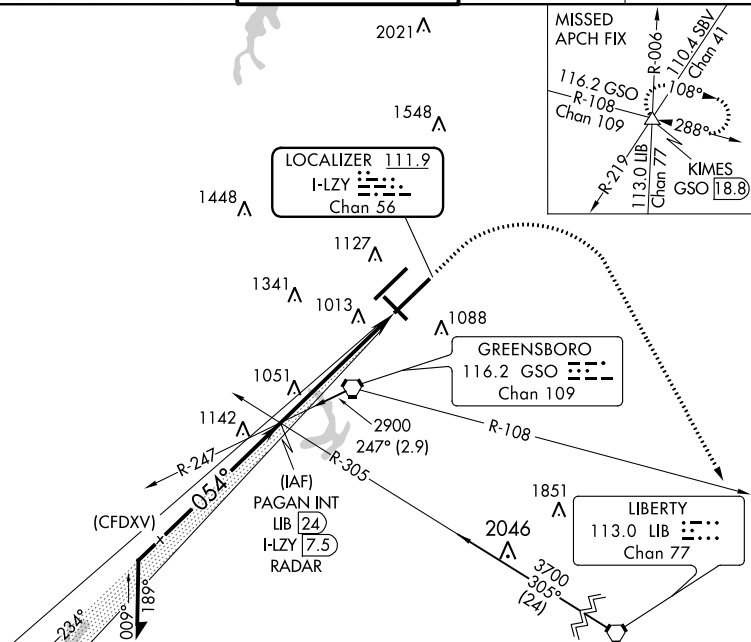 2021
1548
LOCALIZER 111.9
I-LZY
Chan 56
1448
1127
1341
1013
1088
GREENSBORO
116.2 GSO
Chan 109
1051
1142
2900
247° (2.9)
R-108
R-247
R-305
054°
(IAF)
PAGAN INT
LIB 24
I-LZY 7.5
RADAR
(CFDXV)
1851
LIBERTY
113.0 LIB
Chan 77
2046
3700
305°
(24)
009°
189°
234°
MISSED
APCH FIX
R-006
110.4 SBV
Chan 41
116.2 GSO
R-108
Chan 109
108°
288°
R-219
113.0 LIB
Chan 77
KIMES
GSO 18.8